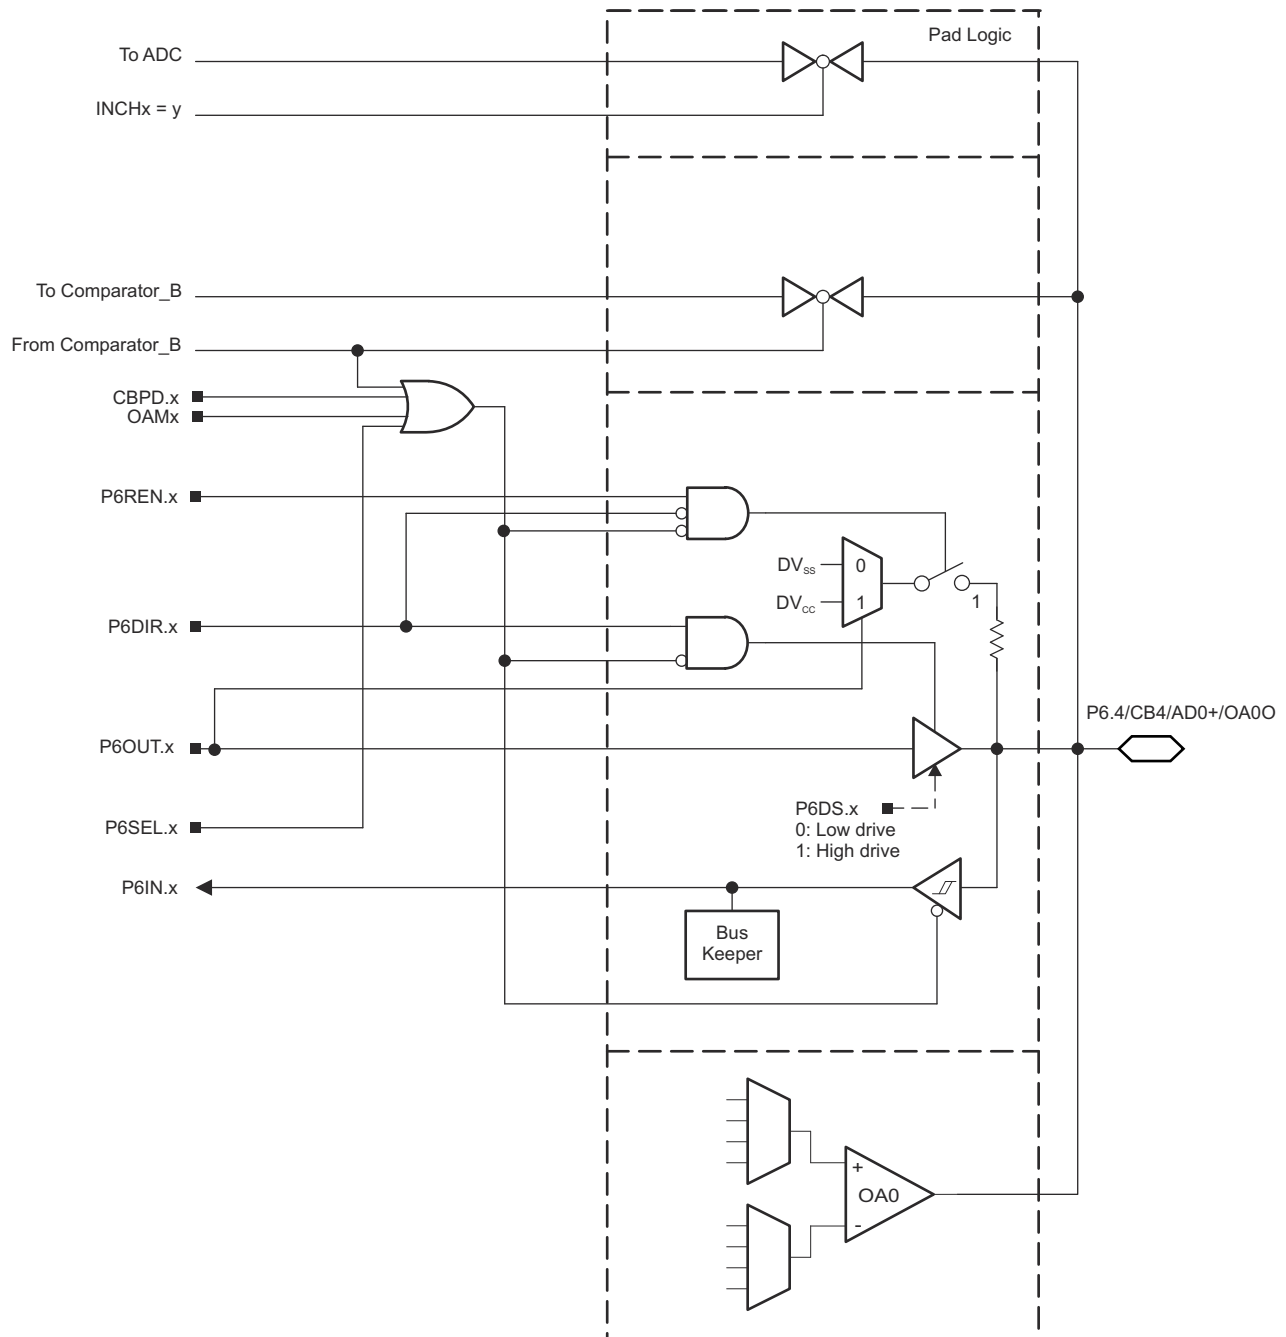 Pad Logic
To ADC
INCHx = y
To Comparator_B
From Comparator_B
CBPD.x
OAMx
P6REN.x
DVSS
0
DVCC
1
1
P6DIR.x
P6.4/CB4/AD0+/OA0O
P6OUT.x
P6DS.x
0: Low drive
1: High drive
P6SEL.x
P6IN.x
Bus
Keeper
+
OA0
-